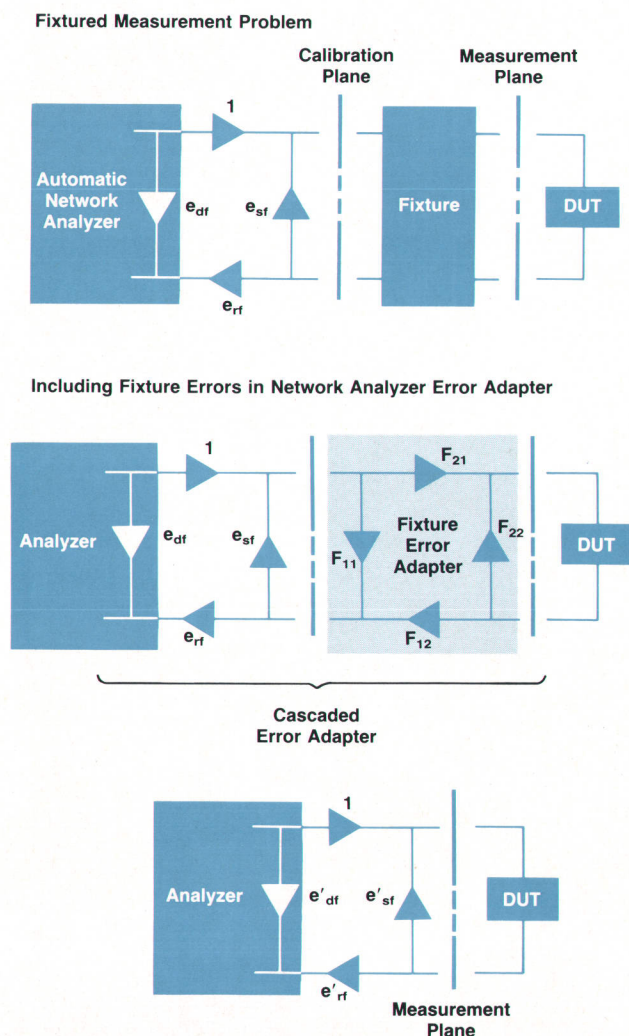 Fixtured Measurement Problem
Calibration
Plane
Measurement
Plane
1
Automatic
Network
Analyzer
e_df
e_sf
Fixture
DUT
e_rf
Including Fixture Errors in Network Analyzer Error Adapter
1
F_21
Analyzer
e_df
e_sf
F_11
Fixture
Error
Adapter
F_22
DUT
e_rf
F_12
Cascaded
Error Adapter
1
Analyzer
e'_df
e'_sf
DUT
e'_rf
Measurement
Plane